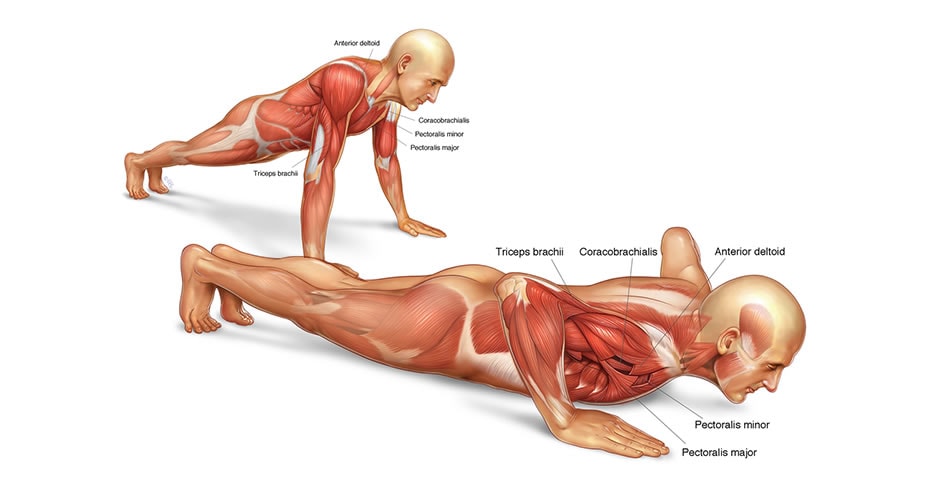 Anterior deltoid
Coracobrachialis
Pectoralis minor
Pectoralis major
Triceps brachii
Triceps brachii
Coracobrachialis
Anterior deltoid
Pectoralis minor
Pectoralis major